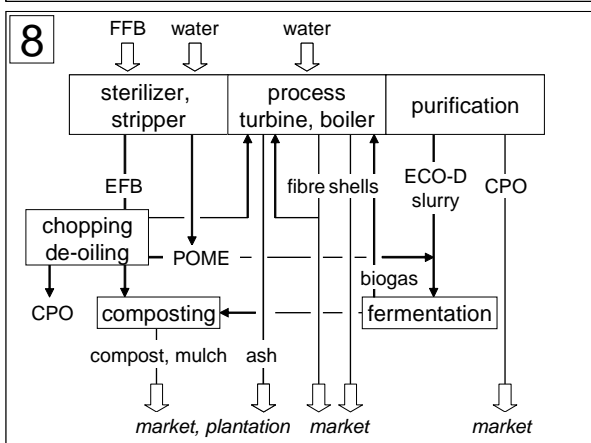 8
FFB water water
sterilizer,
stripper
process
turbine, boiler
purification
EFB
fibre shells
ECO-D
slurry
CPO
chopping
de-oiling
POME
biogas
CPO
composting
fermentation
compost, mulch ash
market, plantation market market